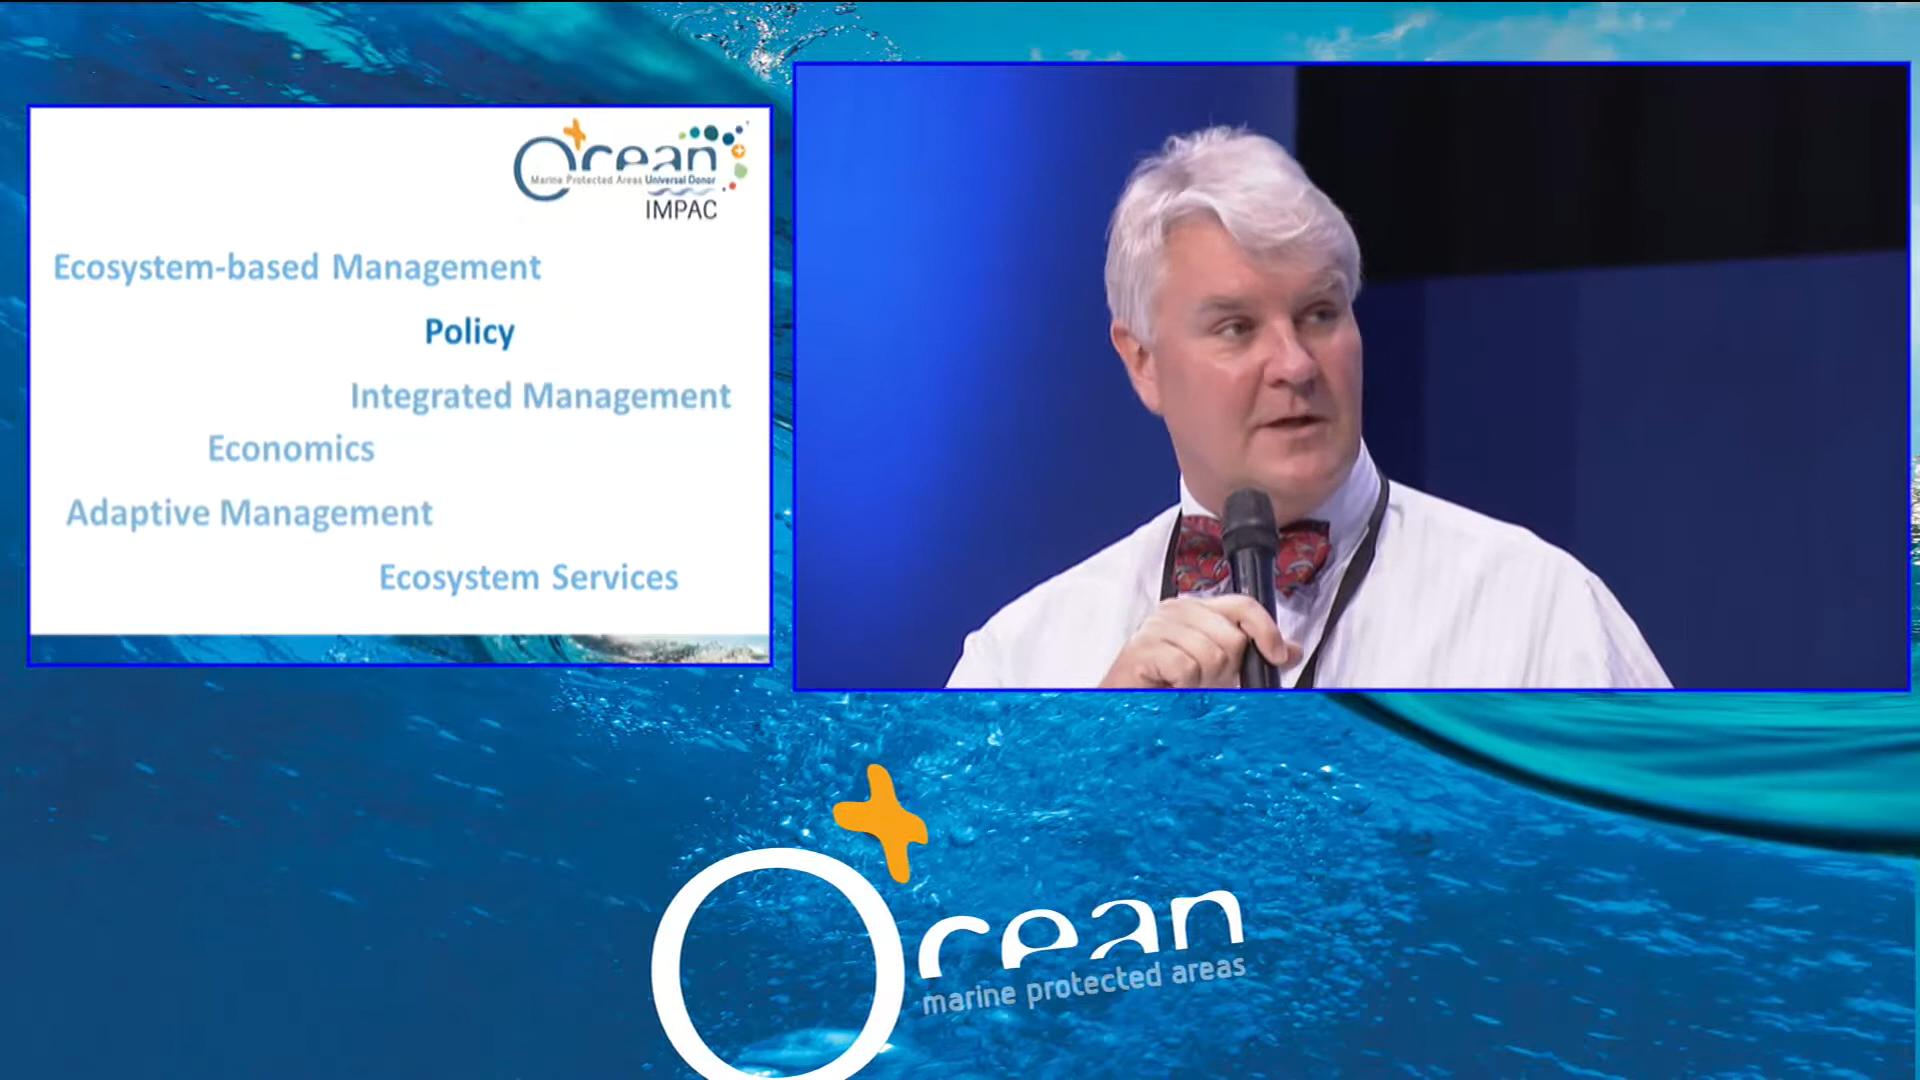 Ocean
Marine Protected Areas Universal Donor
IMPAC
Ecosystem-based Management
Policy
Integrated Management
Economics
Adaptive Management
Ecosystem Services
Ocean
marine protected areas